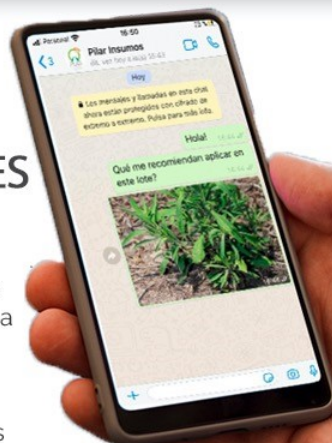 Personal
16:50
3
Pilar Insumos
Hoy
Los mensajes y llamadas en este chat
ahora están protegidos con cifrado de
extremo a extremo. Pulsa para más info.
Hola!
Qué me recomiendan aplicar en
este lote?
ES
a
s